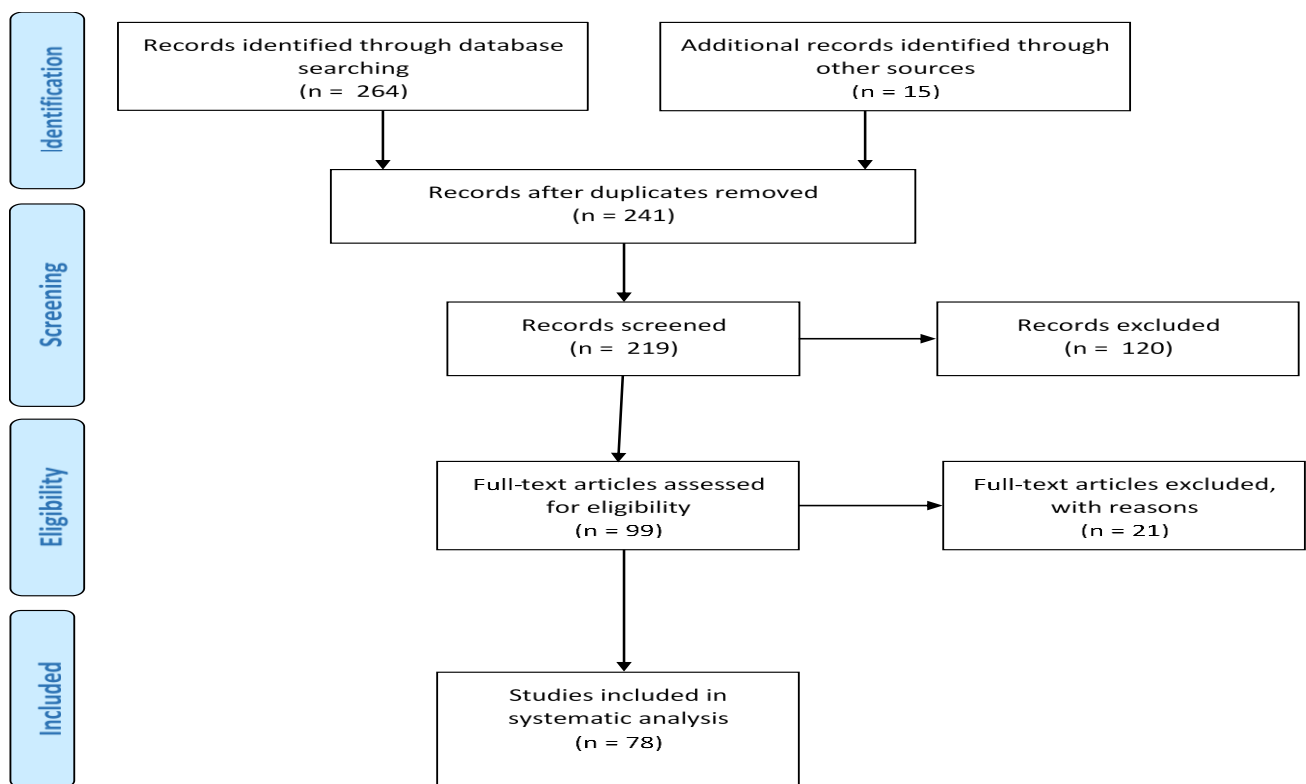 Identification
Records identified through database
searching
(n = 264)
Additional records identified through
other sources
(n = 15)
Records after duplicates removed
(n = 241)
Screening
Records screened
(n = 219)
Records excluded
(n = 120)
Eligibility
Full-text articles assessed
for eligibility
(n = 99)
Full-text articles excluded,
with reasons
(n = 21)
Included
Studies included in
systematic analysis
(n = 78)